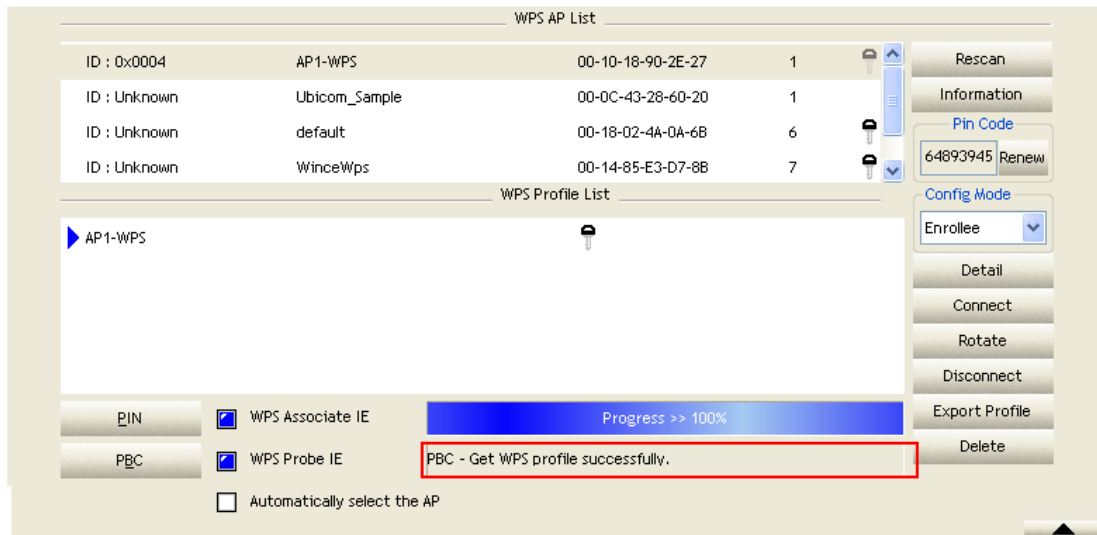 WPS AP List
ID : 0x0004 AP1-WPS 00-10-18-90-2E-27 1
ID : Unknown Ubicom_Sample 00-0C-43-28-60-20 1
ID : Unknown default 00-18-02-4A-0A-6B 6
ID : Unknown WinceWps 00-14-85-E3-D7-8B 7
Rescan
Information
Pin Code
64893945 Renew
WPS Profile List
AP1-WPS
Config Mode
Enrollee
Detail
Connect
Rotate
Disconnect
Export Profile
Delete
PIN WPS Associate IE Progress >> 100%
PBC WPS Probe IE PBC - Get WPS profile successfully.
Automatically select the AP